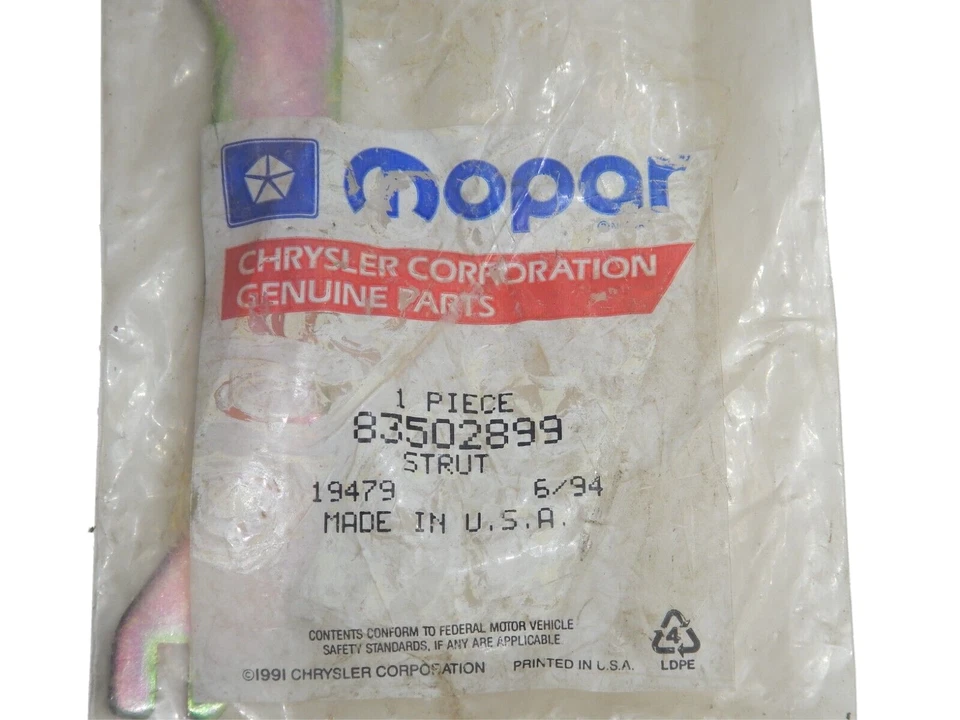 mopar
CHRYSLER CORPORATION
GENUINE PARTS
1 PIECE
83502899
STRUT
19479 6/94
MADE IN U.S.A.
CONTENTS CONFORM TO FEDERAL MOTOR VEHICLE
SAFETY STANDARDS, IF ANY ARE APPLICABLE
©1991 CHRYSLER CORPORATION PRINTED IN U.S.A.
4
LDPE